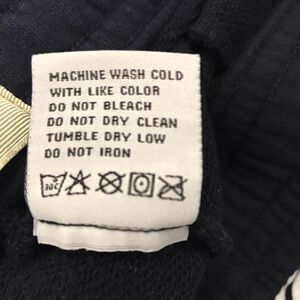 MACHINE WASH COLD
WITH LIKE COLOR
DO NOT BLEACH
DO NOT DRY CLEAN
TUMBLE DRY LOW
DO NOT IRON